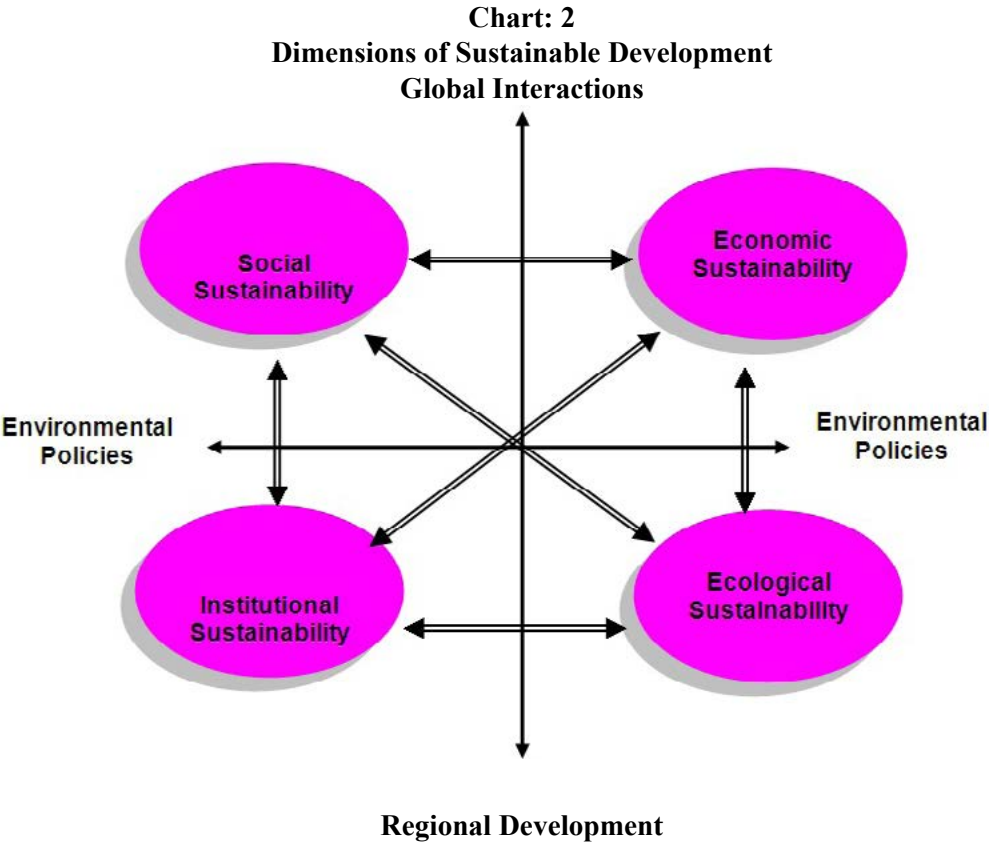 Chart: 2
Dimensions of Sustainable Development
Global Interactions
Social
Sustainability
Economic
Sustainability
Environmental
Policies
Environmental
Policies
Institutional
Sustainability
Ecological
Sustainability
Regional Development